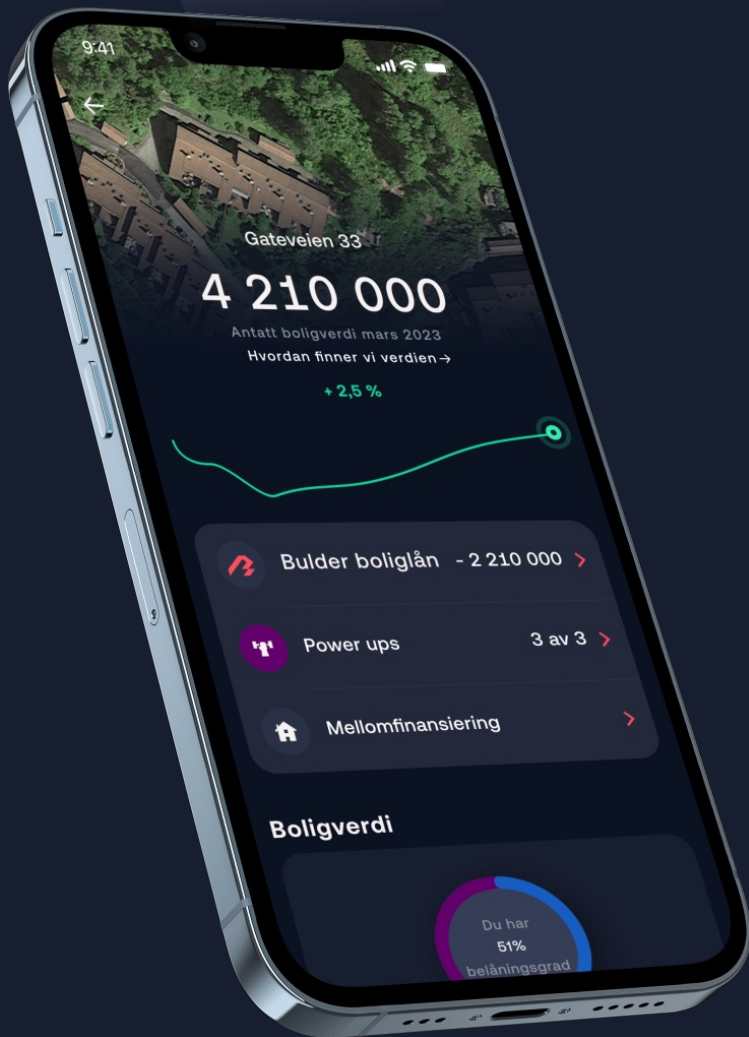 9:41
Gateveien 33
4 210 000
Antatt boligverdi mars 2023
Hvordan finner vi verdien→
+ 2,5 %
Bulder boliglån - 2 210 000
Power ups 3 av 3
Mellomfinansiering
Boligverdi
Du har
51%
belåningsgrad